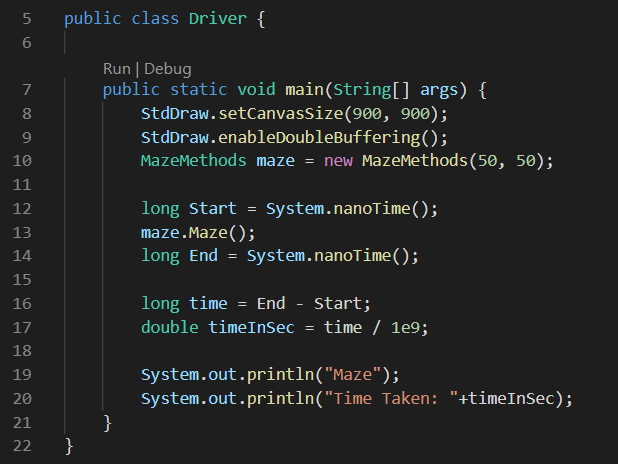 5 public class Driver {
6
Run | Debug
7 public static void main(String[] args) {
8 StdDraw.setCanvasSize(900, 900);
9 StdDraw.enableDoubleBuffering();
10 MazeMethods maze = new MazeMethods(50, 50);
11
12 long Start = System.nanoTime();
13 maze.Maze();
14 long End = System.nanoTime();
15
16 long time = End - Start;
17 double timeInSec = time / 1e9;
18
19 System.out.println("Maze");
20 System.out.println("Time Taken: "+timeInSec);
21 }
22 }